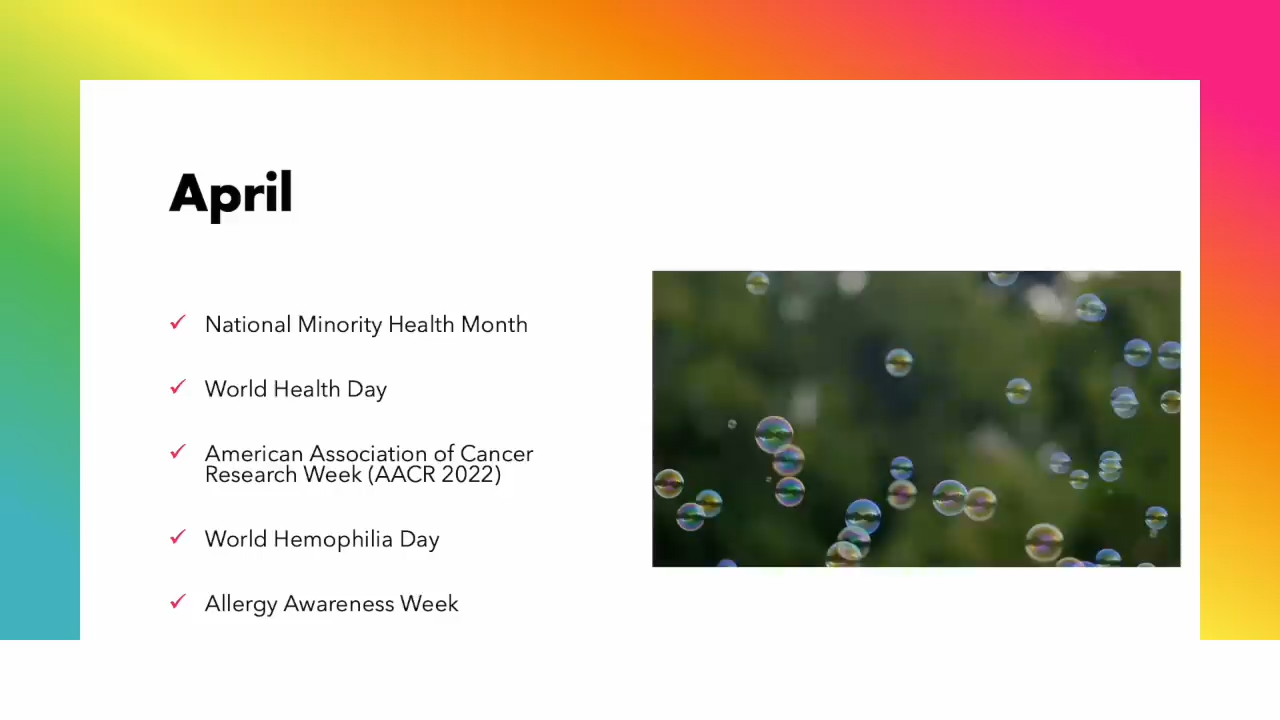 April
National Minority Health Month
World Health Day
American Association of Cancer
Research Week (AACR 2022)
World Hemophilia Day
Allergy Awareness Week